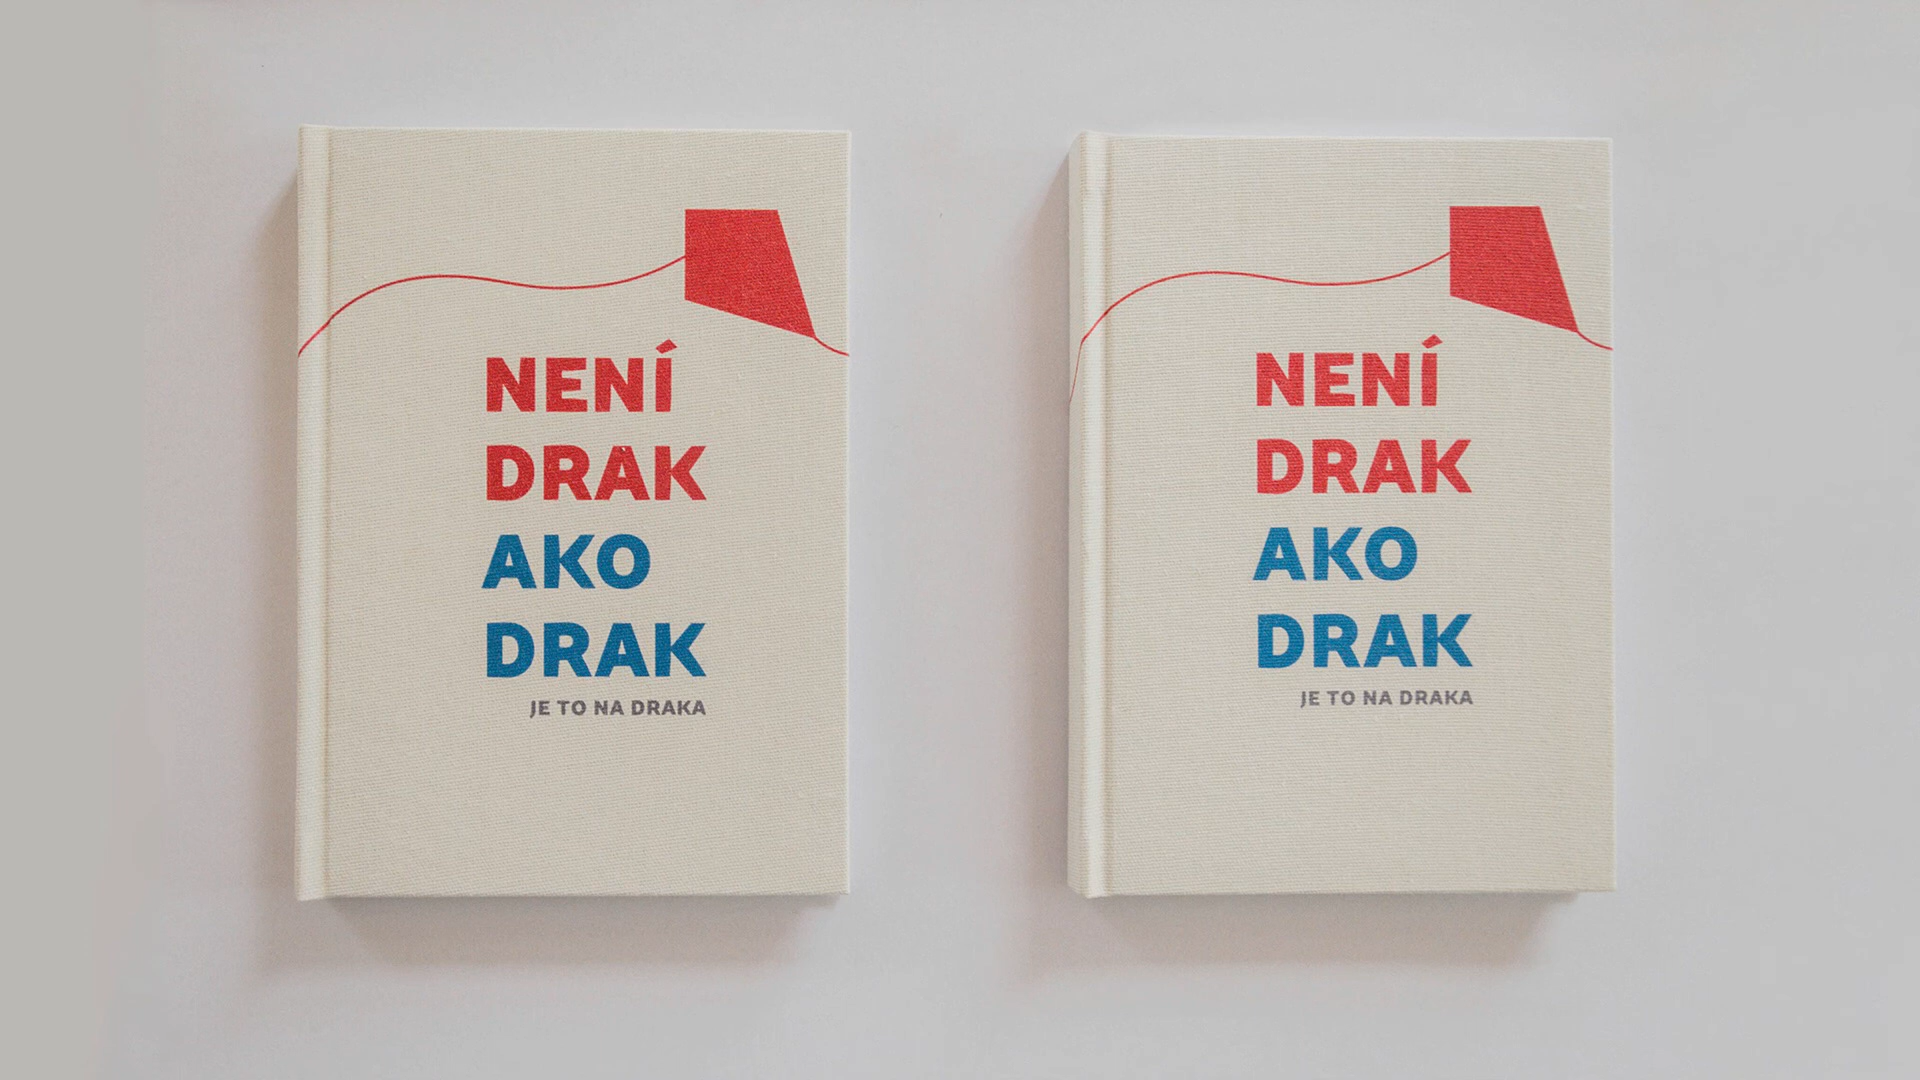 NENÍ
DRAK
AKO
DRAK
JE TO NA DRAKA
NENÍ
DRAK
AKO
DRAK
JE TO NA DRAKA